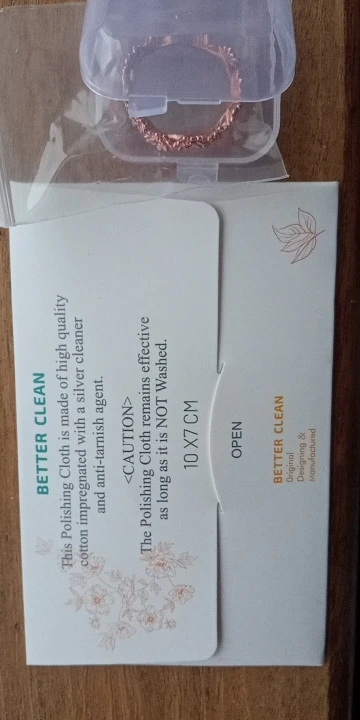 BETTER CLEAN
This Polishing Cloth is made of high quality
cotton impregnated with a silver cleaner
and anti-tarnish agent.
<CAUTION>
The Polishing Cloth remains effective
as long as it is NOT Washed.
10 X7 CM
OPEN
BETTER CLEAN
Original
Designing &
Manufactured